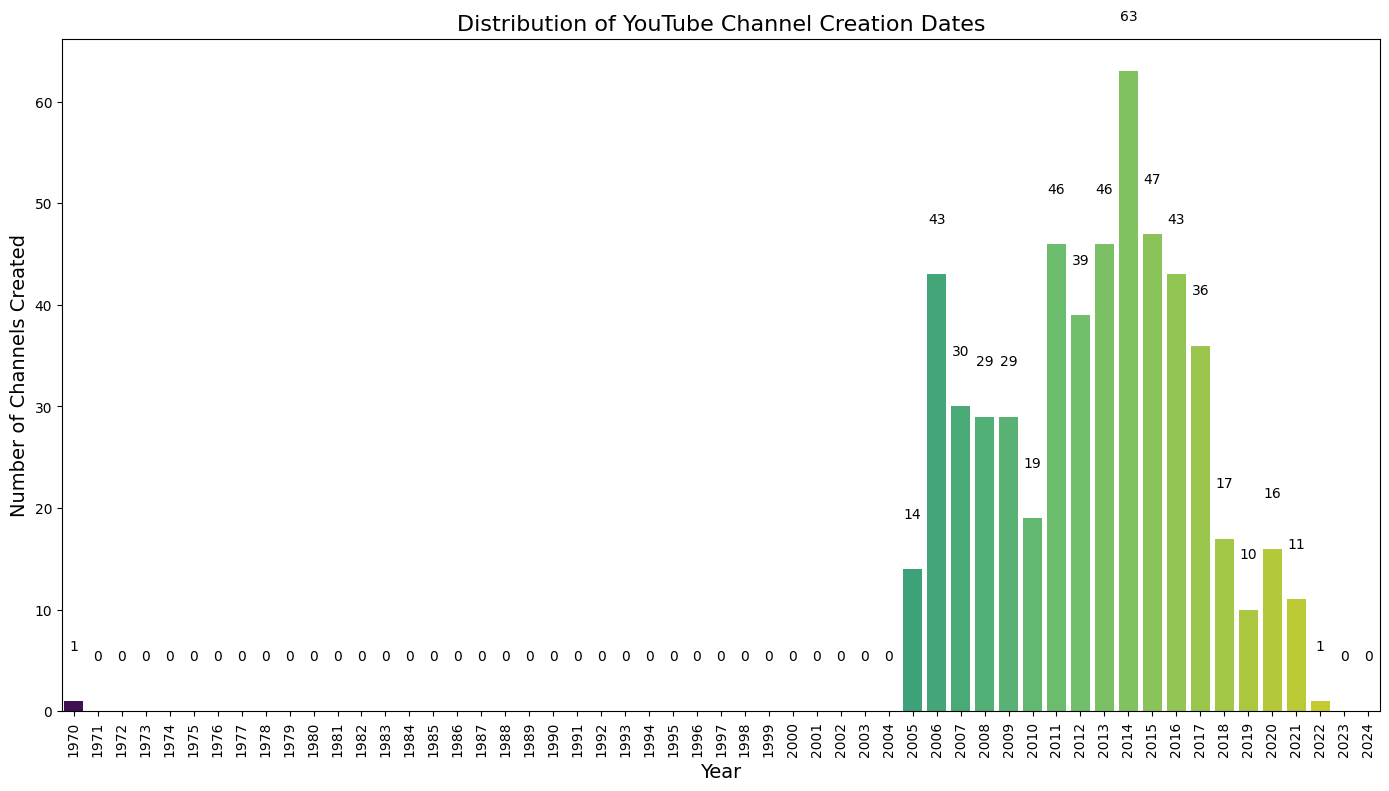 Distribution of YouTube Channel Creation Dates
Number of Channels Created
60
50
40
30
20
10
0
1 0 0 0 0 0 0 0 0 0 0 0 0 0 0 0 0 0 0 0 0 0 0 0 0 0 0 0 0 0 0 0 0 0 0 14 43 30 29 29 19 46 39 46 63 47 43 36 17 10 16 11 1 0 0
1970 1971 1972 1973 1974 1975 1976 1977 1978 1979 1980 1981 1982 1983 1984 1985 1986 1987 1988 1989 1990 1991 1992 1993 1994 1995 1996 1997 1998 1999 2000 2001 2002 2003 2004 2005 2006 2007 2008 2009 2010 2011 2012 2013 2014 2015 2016 2017 2018 2019 2020 2021 2022 2023 2024
Year